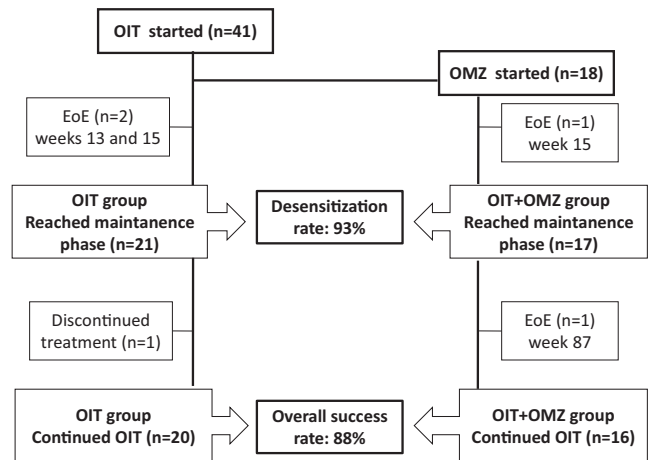 OIT started (n=41)
OMZ started (n=18)
EoE (n=2)
weeks 13 and 15
EoE (n=1)
week 15
OIT group
Reached maintanence
phase (n=21)
Desensitization
rate: 93%
OIT+OMZ group
Reached maintanence
phase (n=17)
Discontinued
treatment (n=1)
EoE (n=1)
week 87
OIT group
Continued OIT (n=20)
Overall success
rate: 88%
OIT+OMZ group
Continued OIT (n=16)